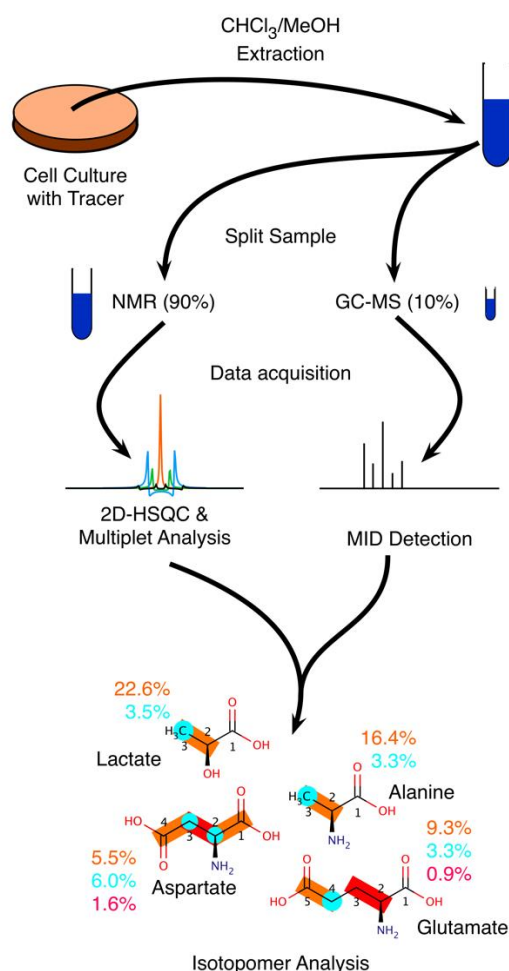 CHCl₃/MeOH
Extraction
Cell Culture
with Tracer
Split Sample
NMR (90%)
GC-MS (10%)
Data acquisition
2D-HSQC &
Multiplet Analysis
MID Detection
22.6%
3.5%
O
H₃C 2
3 1 OH
OH
Lactate
16.4%
3.3%
O
H₃C 2
3 1 OH
NH₂
Alanine
O
4 2 OH
HO 3 1
O NH₂
5.5%
6.0%
1.6%
Aspartate
9.3%
3.3%
0.9%
O 4 2 O
HO 5 3 1 OH
NH₂
Glutamate
Isotopomer Analysis